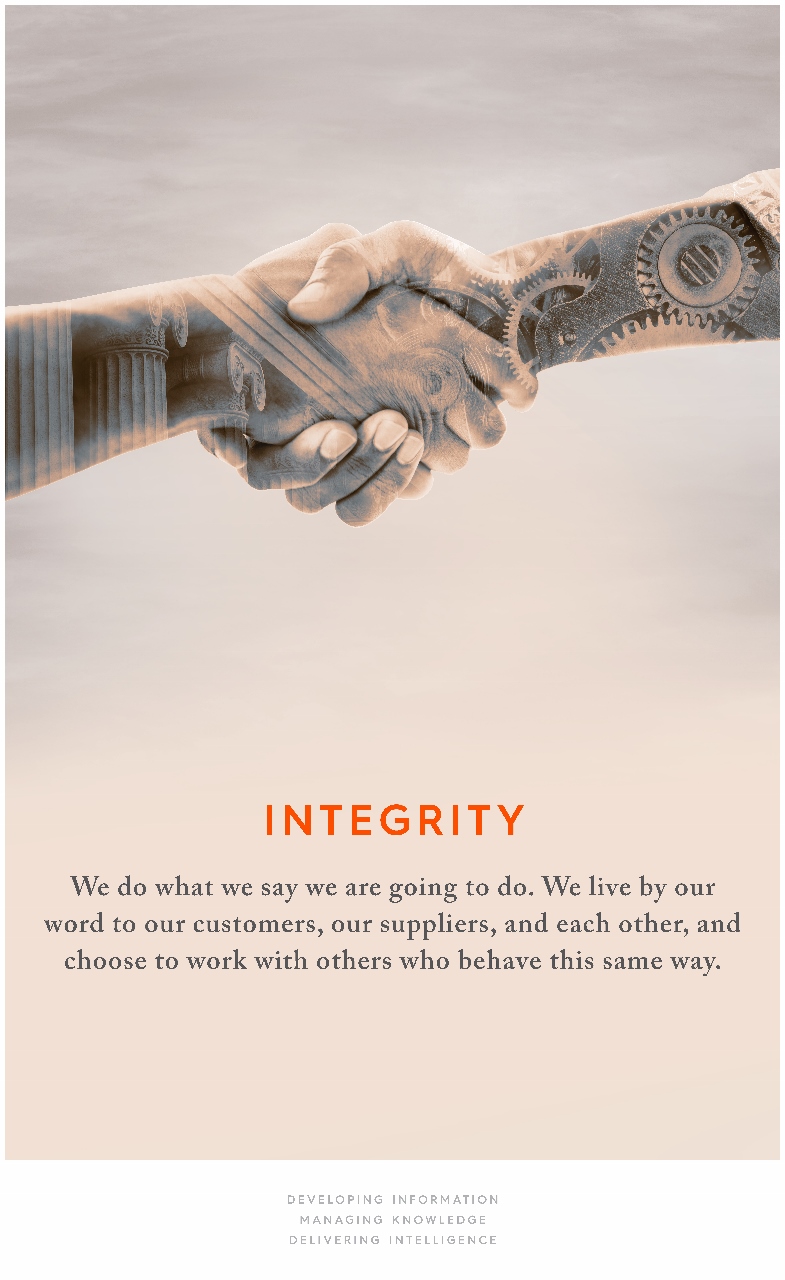 INTEGRITY
We do what we say we are going to do. We live by our
word to our customers, our suppliers, and each other, and
choose to work with others who behave this same way.
DEVELOPING INFORMATION
MANAGING KNOWLEDGE
DELIVERING INTELLIGENCE